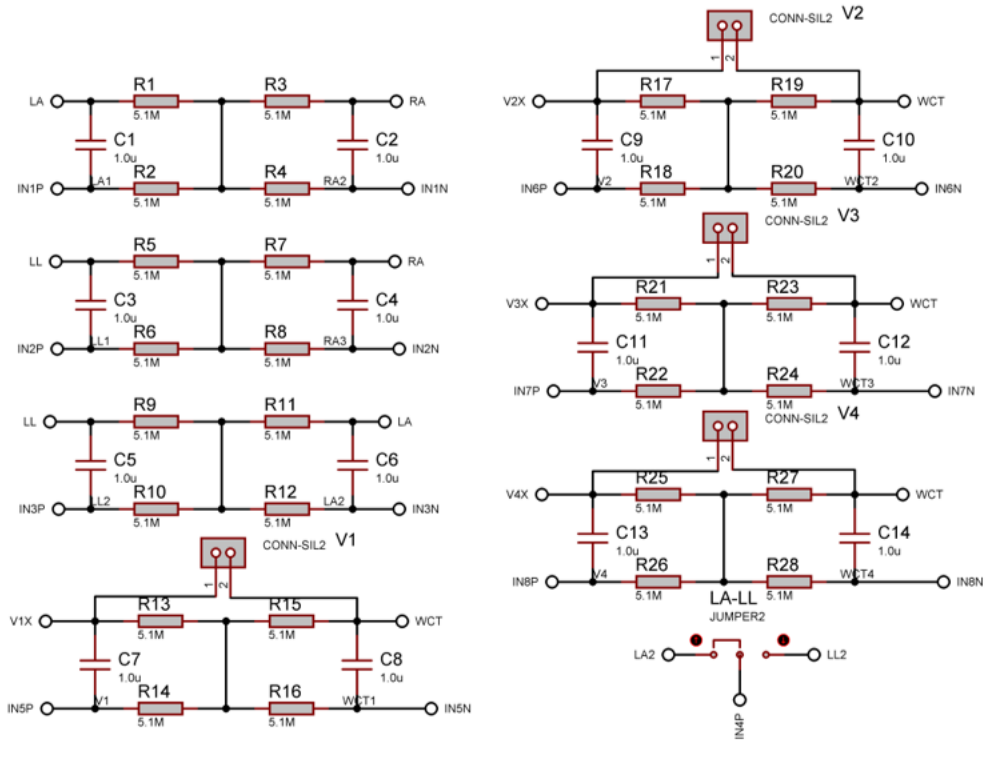 LA
R1
5.1M
R3
5.1M
RA
C1
1.0u
C2
1.0u
IN1P
LA1
R2
5.1M
R4
5.1M
RA2
IN1N
LL
R5
5.1M
R7
5.1M
RA
C3
1.0u
C4
1.0u
IN2P
LL1
R6
5.1M
R8
5.1M
RA3
IN2N
LL
R9
5.1M
R11
5.1M
LA
C5
1.0u
C6
1.0u
IN3P
LL2
R10
5.1M
R12
5.1M
LA2
IN3N
CONN-SIL2 V1
1
2
V1X
R13
5.1M
R15
5.1M
WCT
C7
1.0u
C8
1.0u
IN5P
V1
R14
5.1M
R16
5.1M
WCT1
IN5N
CONN-SIL2 V2
1
2
V2X
R17
5.1M
R19
5.1M
WCT
C9
1.0u
C10
1.0u
IN6P
V2
R18
5.1M
R20
5.1M
WCT2
IN6N
CONN-SIL2 V3
1
2
V3X
R21
5.1M
R23
5.1M
WCT
C11
1.0u
C12
1.0u
IN7P
V3
R22
5.1M
R24
5.1M
WCT3
IN7N
CONN-SIL2 V4
1
2
V4X
R25
5.1M
R27
5.1M
WCT
C13
1.0u
C14
1.0u
IN8P
V4
R26
5.1M
R28
5.1M
WCT4
IN8N
LA-LL
JUMPER2
LA2
LL2
IN4P